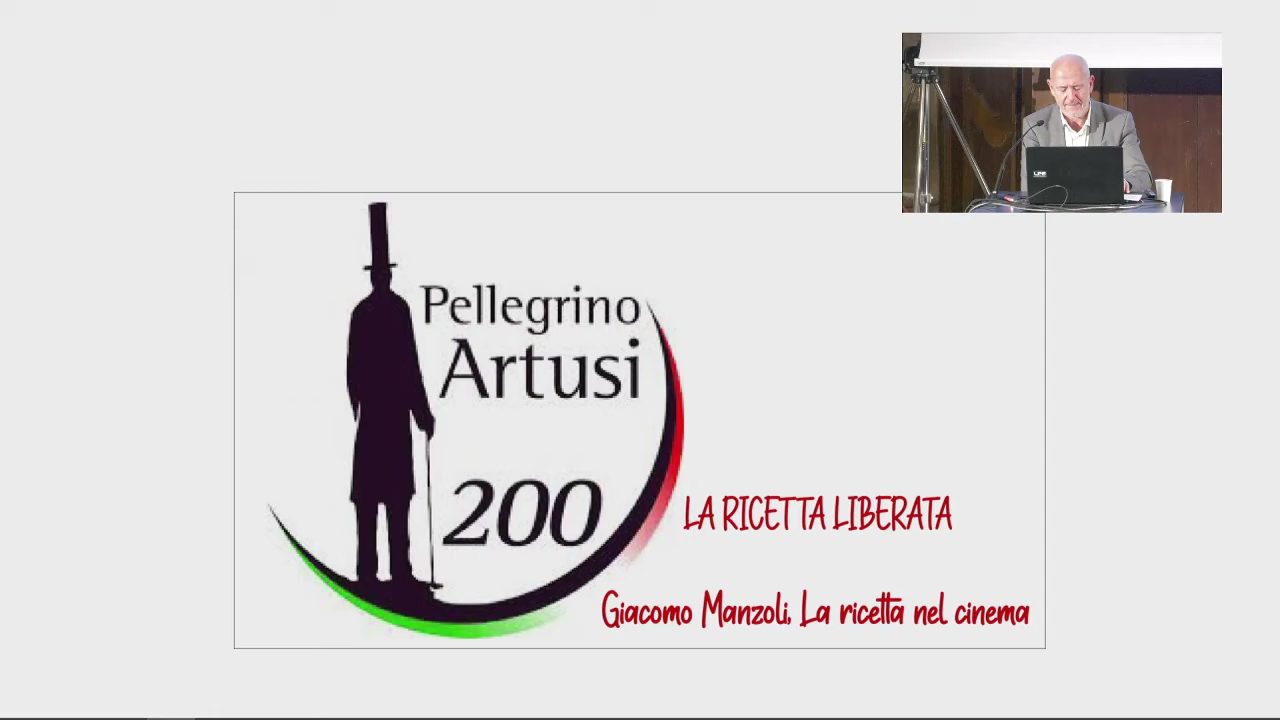 Pellegrino
Artusi
200
LA RICETTA LIBERATA
Giacomo Manzoli, La ricetta nel cinema